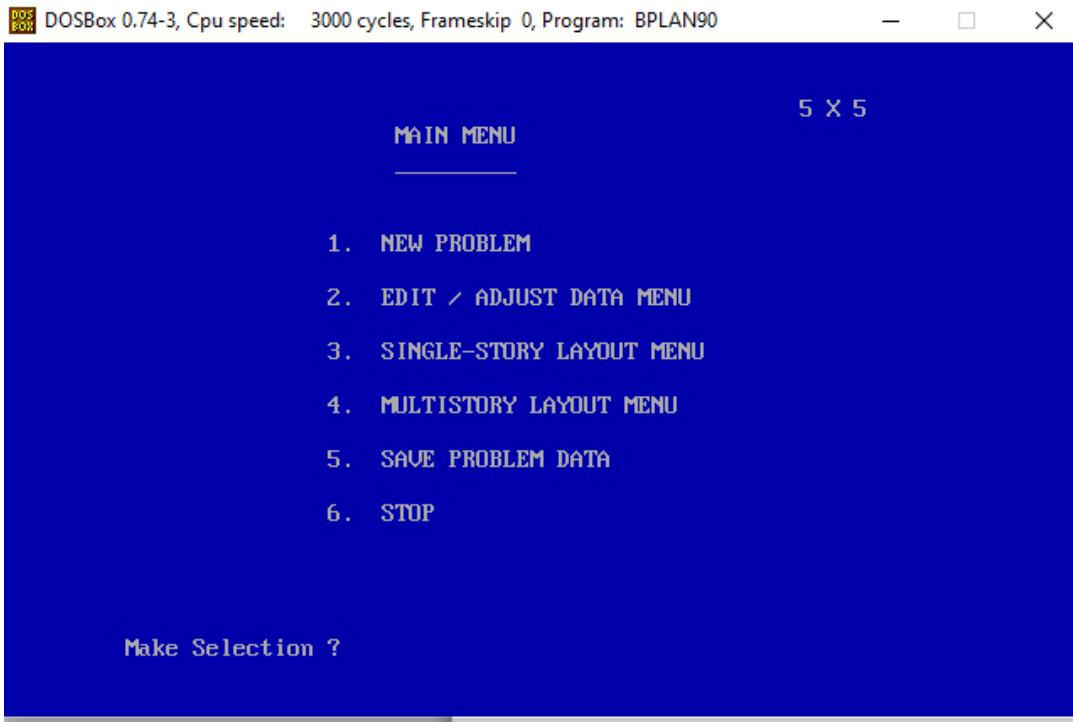 DOSBox 0.74-3, Cpu speed: 3000 cycles, Frameskip 0, Program: BPLAN90
5 X 5
MAIN MENU
1. NEW PROBLEM
2. EDIT / ADJUST DATA MENU
3. SINGLE-STORY LAYOUT MENU
4. MULTISTORY LAYOUT MENU
5. SAVE PROBLEM DATA
6. STOP
Make Selection ?